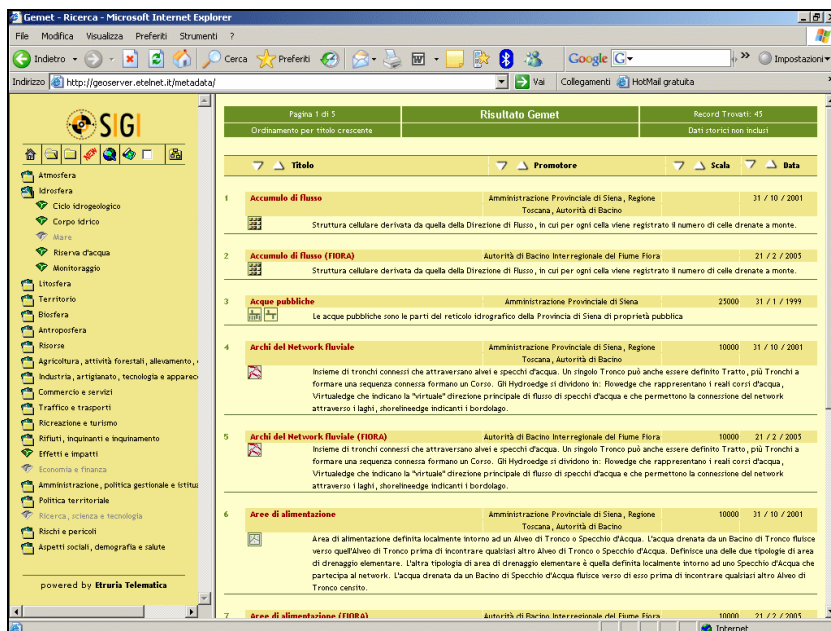 Gemet - Ricerca - Microsoft Internet Explorer
File Modifica Visualizza Preferiti Strumenti ?
Indietro Cerca Preferiti Google G Impostazioni
Indirizzo http://geoserver.etelnet.it/metadata/ Vai Collegamenti HotMail gratuita
SIGI
Atmosfera
Idrosfera
Ciclo idrogeologico
Corpo idrico
Mare
Riserva d'acqua
Monitoraggio
Litosfera
Territorio
Biosfera
Antroposfera
Risorse
Agricoltura, attività forestali, allevamento,
Industria, artigianato, tecnologia e apparec
Commercio e servizi
Traffico e trasporti
Ricreazione e turismo
Rifiuti, inquinanti e inquinamento
Effetti e impatti
Economia e finanza
Amministrazione, politica gestionale e istitu
Politica territoriale
Ricerca, scienza e tecnologia
Rischi e pericoli
Aspetti sociali, demografia e salute
powered by Etruria Telematica
Pagina 1 di 5 Risultato Gemet Record Trovati: 45
Ordinamento per titolo crescente Dati storici non inclusi
Titolo Promotore Scala Data
1 Accumulo di flusso Amministrazione Provinciale di Siena, Regione 31 / 10 / 2001
Toscana, Autorità di Bacino
Struttura cellulare derivata da quella della Direzione di Flusso, in cui per ogni cella viene registrato il numero di celle drenate a monte.
2 Accumulo di flusso (FIORA) Autorità di Bacino Interregionale del Fiume Fiora 21 / 2 / 2005
Struttura cellulare derivata da quella della Direzione di Flusso, in cui per ogni cella viene registrato il numero di celle drenate a monte.
3 Acque pubbliche Amministrazione Provinciale di Siena 25000 31 / 1 / 1999
Le acque pubbliche sono le parti del reticolo idrografico della Provincia di Siena di proprietà pubblica
4 Archi del Network fluviale Amministrazione Provinciale di Siena, Regione 10000 31 / 10 / 2001
Toscana, Autorità di Bacino
Insieme di tronchi connessi che attraversano alvei e specchi d'acqua. Un singolo Tronco può anche essere definito Tratto, più Tronchi a
formare una sequenza connessa formano un Corso. Gli Hydroedge si dividono in: Flowedge che rappresentano i reali corsi d'acqua,
Virtualedge che indicano la "virtuale" direzione principale di flusso di specchi d'acqua e che permettono la connessione del network
attraverso i laghi, shorelineedge indicanti i bordolago.
5 Archi del Network fluviale (FIORA) Autorità di Bacino Interregionale del Fiume Fiora 10000 21 / 2 / 2005
Insieme di tronchi connessi che attraversano alvei e specchi d'acqua. Un singolo Tronco può anche essere definito Tratto, più Tronchi a
formare una sequenza connessa formano un Corso. Gli Hydroedge si dividono in: Flowedge che rappresentano i reali corsi d'acqua,
Virtualedge che indicano la "virtuale" direzione principale di flusso di specchi d'acqua e che permettono la connessione del network
attraverso i laghi, shorelineedge indicanti i bordolago.
6 Aree di alimentazione Amministrazione Provinciale di Siena, Regione 10000 31 / 10 / 2001
Toscana, Autorità di Bacino
Area di alimentazione definita localmente intorno ad un Alveo di Tronco o Specchio d'Acqua. L'acqua drenata da un Bacino di Tronco fluisce
verso quell'Alveo di Tronco prima di incontrare qualsiasi altro Alveo di Tronco o Specchio d'Acqua. Definisce una delle due tipologie di area
di drenaggio elementare. L'altra tipologia di area di drenaggio elementare è quella definita localmente intorno ad uno Specchio d'Acqua che
partecipa al network. L'acqua drenata da un Bacino di Specchio d'Acqua fluisce verso di esso prima di incontrare qualsiasi altro Alveo di
Tronco censito.
7 Aree di alimentazione (FIORA) Autorità di Bacino Interregionale del Fiume Fiora 10000 21 / 2 / 2005
Internet